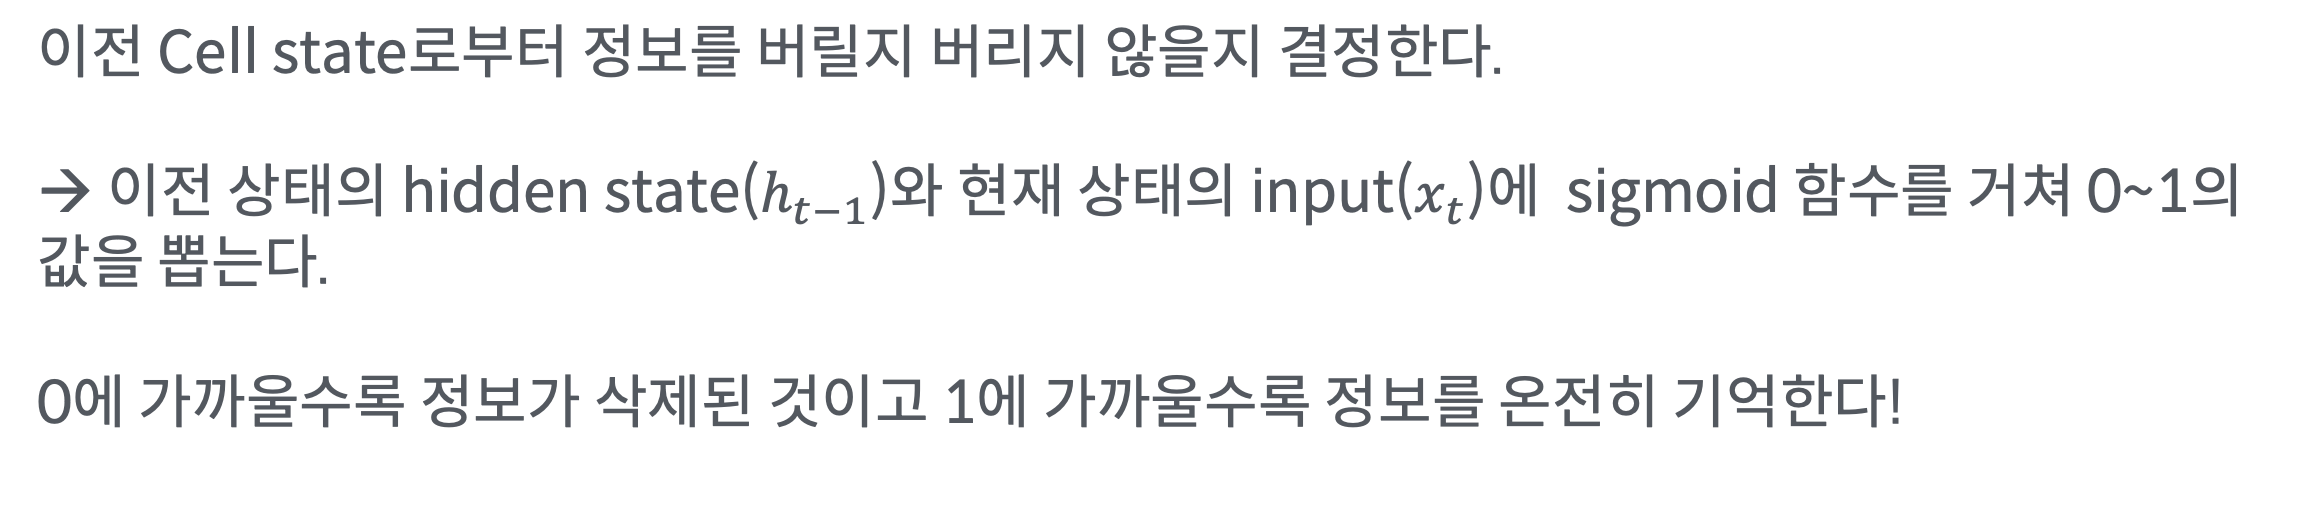 이전 Cell state로부터 정보를 버릴지 버리지 않을지 결정한다.
→ 이전 상태의 hidden state(h_{t−1})와 현재 상태의 input(x_t)에 sigmoid 함수를 거쳐 0~1의
값을 뽑는다.
0에 가까울수록 정보가 삭제된 것이고 1에 가까울수록 정보를 온전히 기억한다!